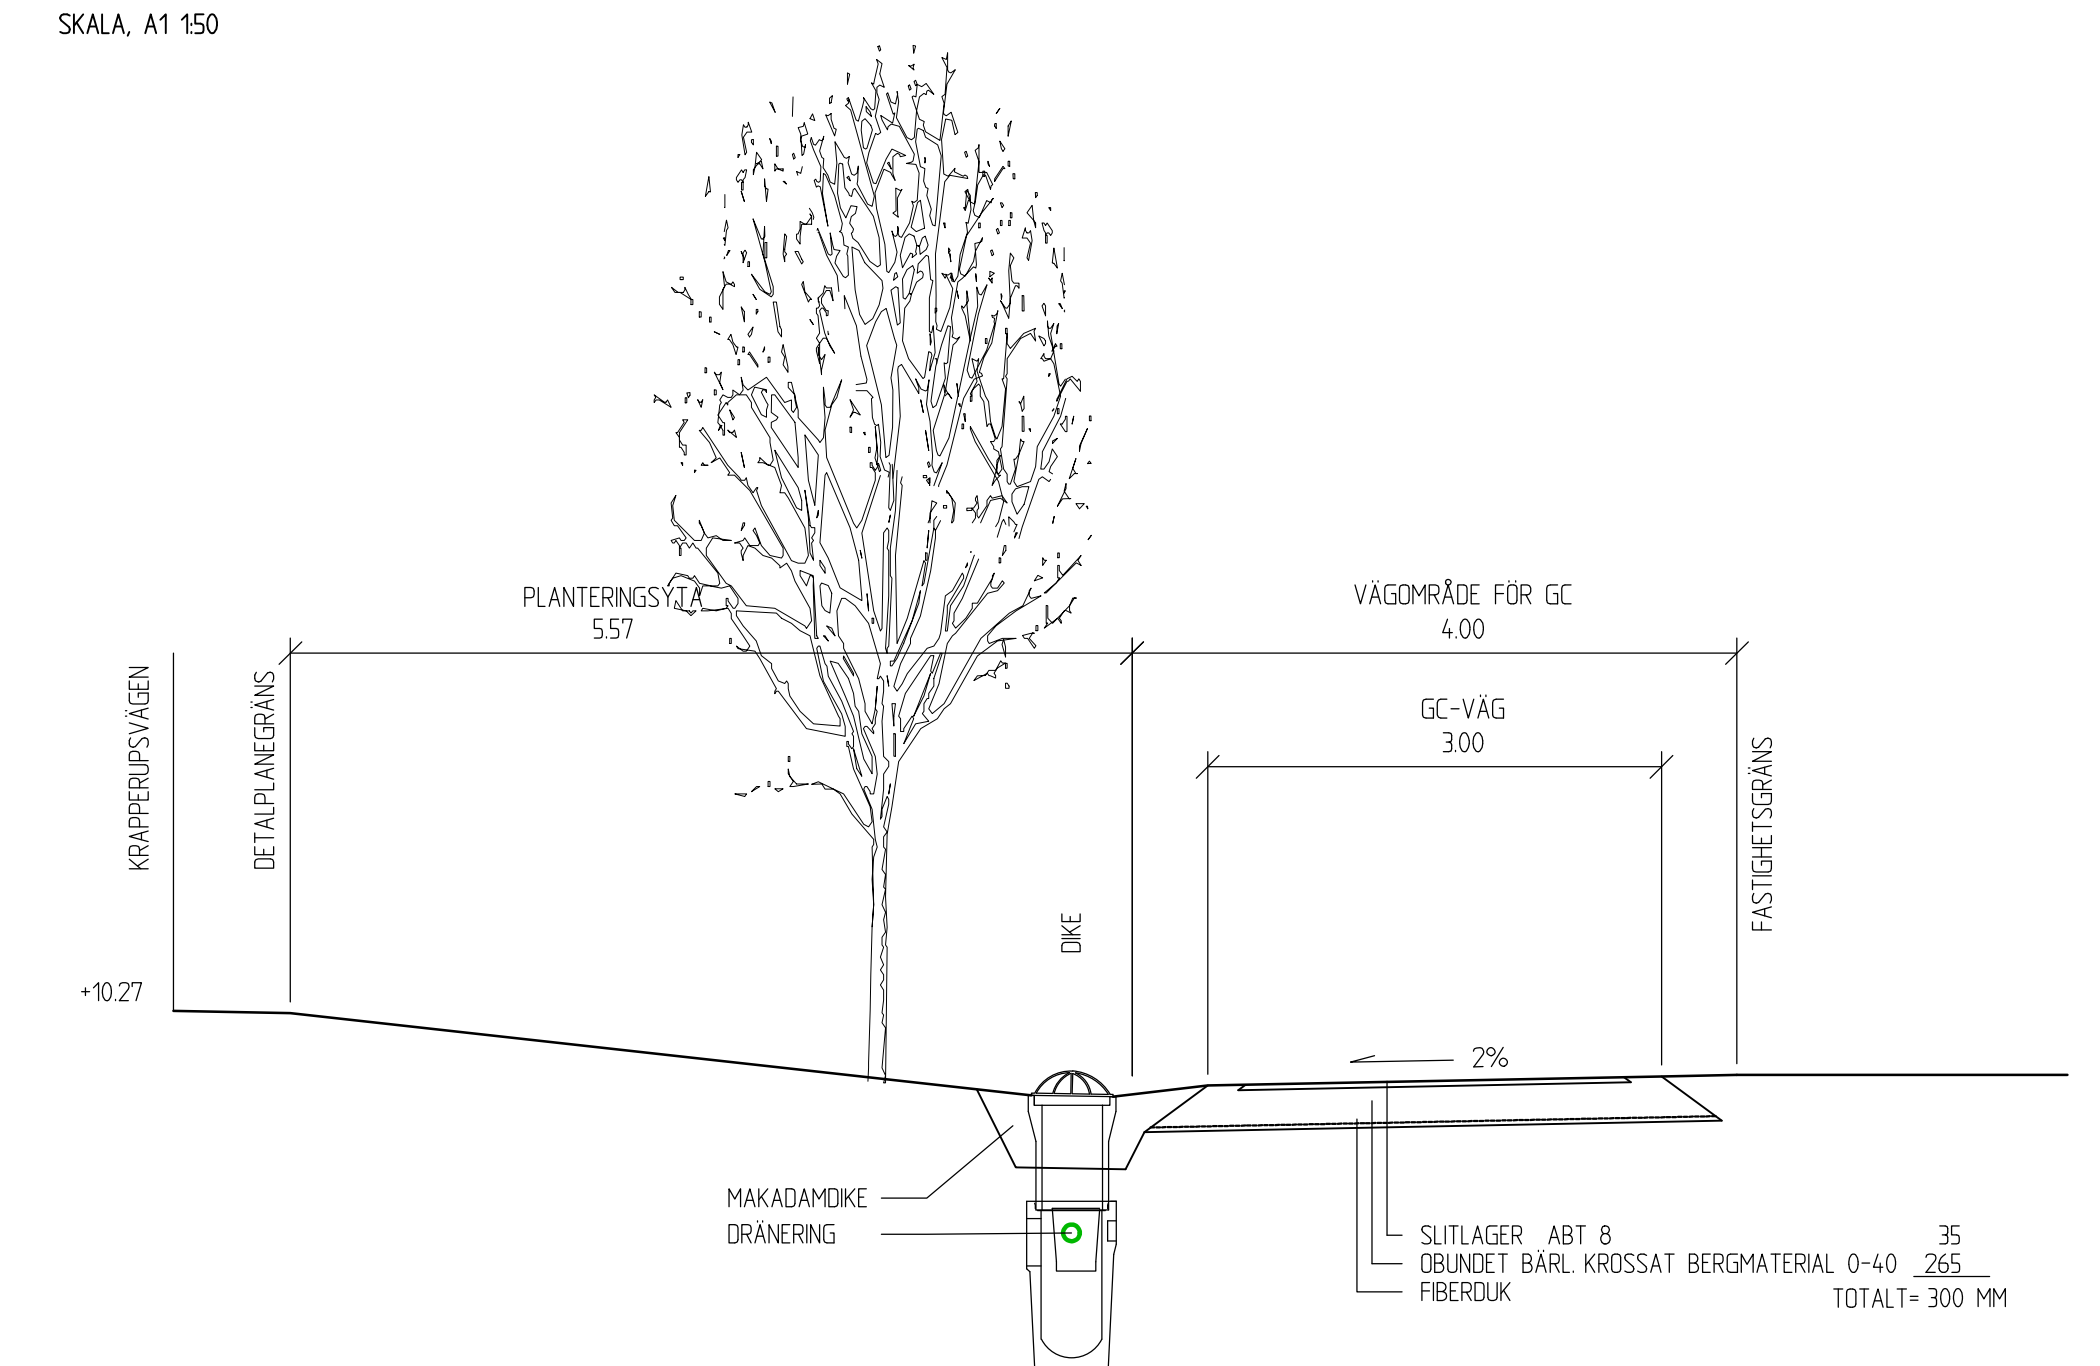 SKALA, A1 1:50
PLANTERINGSYTA
5.57
VÄGOMRÅDE FÖR GC
4.00
KRAPPERUPSVÄGEN
DETALPLANEGRÄNS
GC-VÄG
3.00
FASTIGHETSGRÄNS
DIKE
+10.27
2%
MAKADAMDIKE
DRÄNERING
SLITLAGER ABT 8 35
OBUNDET BÄRL. KROSSAT BERGMATERIAL 0-40 265
FIBERDUK
TOTALT= 300 MM